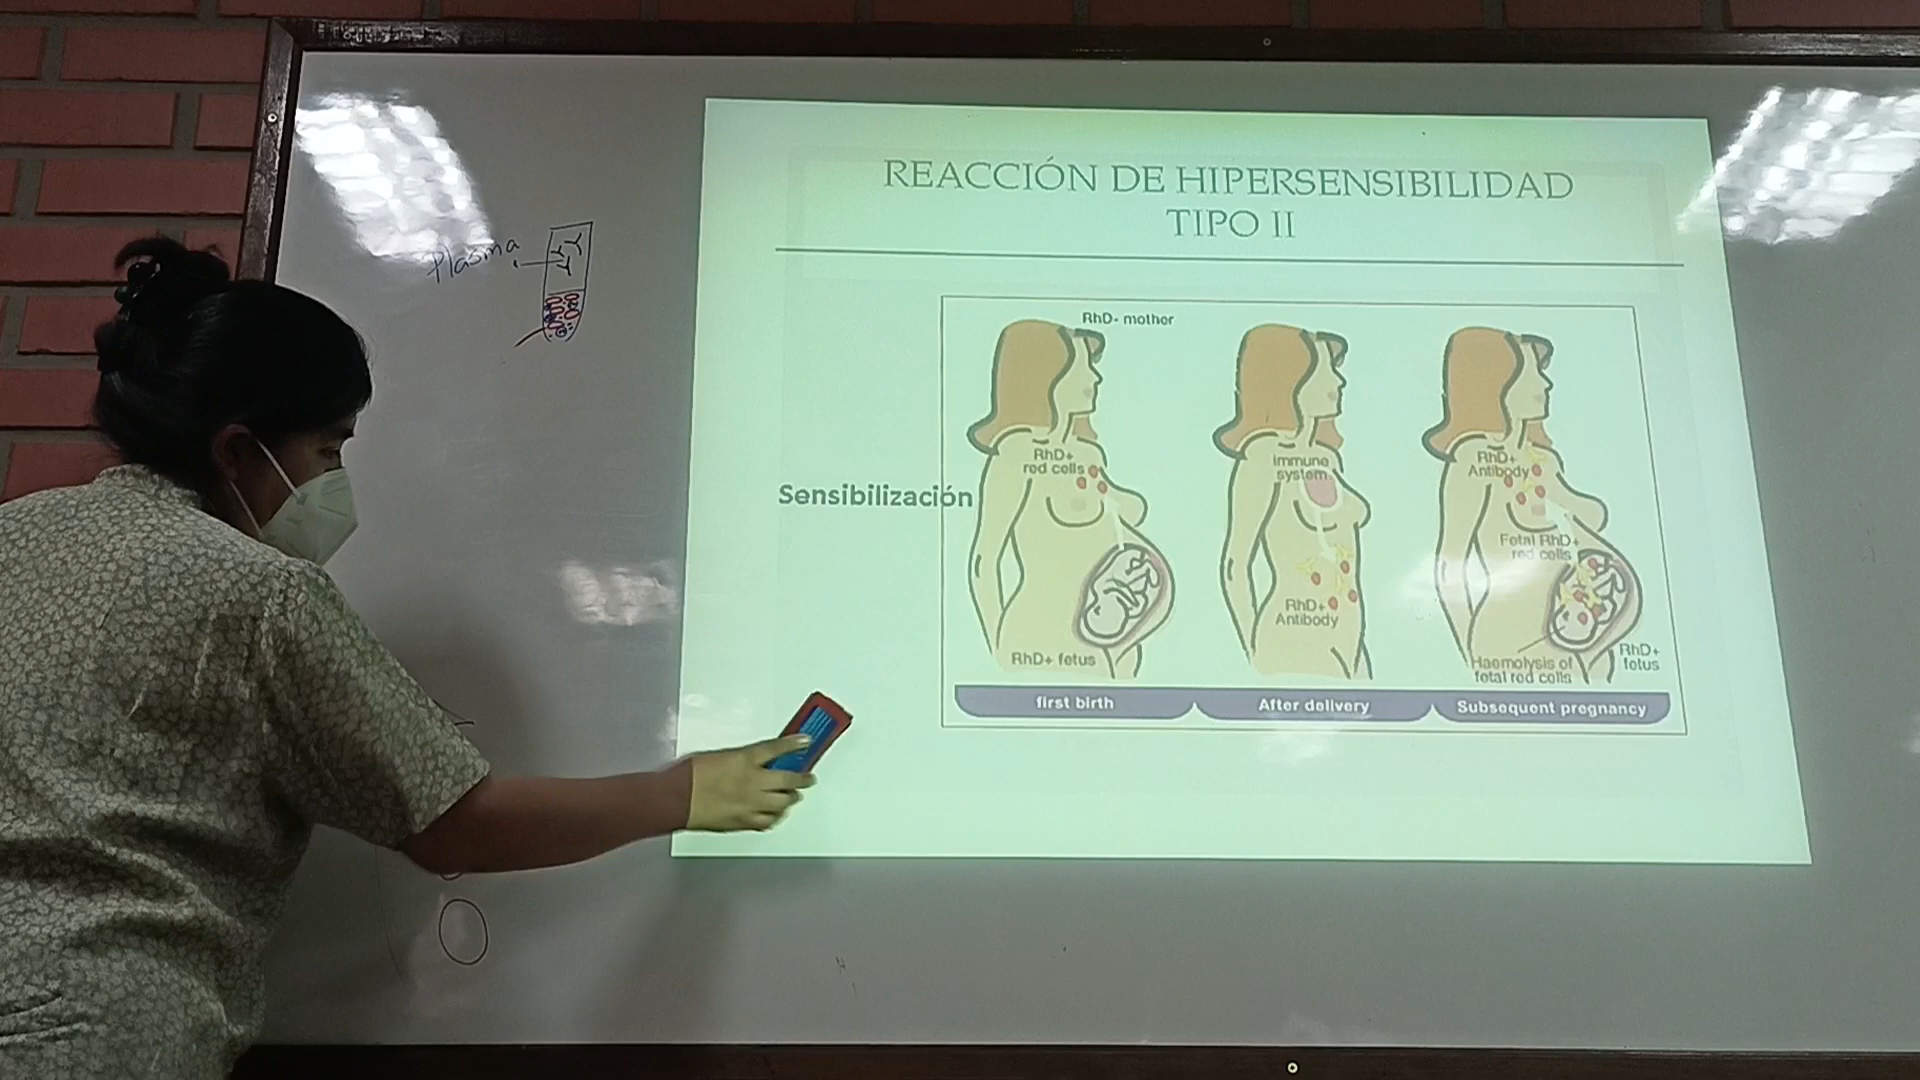 Plasma
REACCIÓN DE HIPERSENSIBILIDAD
TIPO II
Sensibilización
RhD- mother
RhD+
red cells
RhD+ fetus
first birth
immune
system
RhD+
Antibody
After delivery
RhD+
Antibody
Fetal RhD+
red cells
Haemolysis of
fetal red cells
RhD+
fetus
Subsequent pregnancy
O